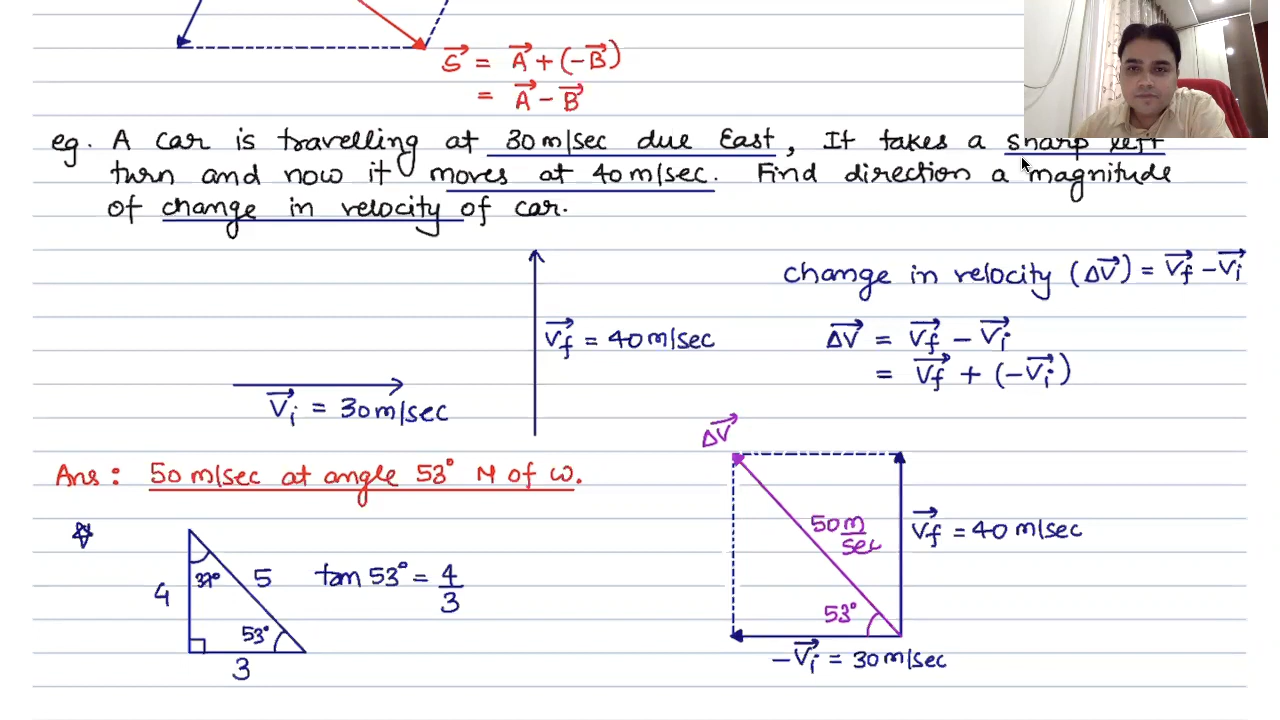 S⃗ = A⃗ + (-B⃗)
= A⃗ - B⃗
eg. A car is travelling at 30 m/sec due East, It takes a sharp left
turn and now it moves at 40 m/sec. Find direction a magnitude
of change in velocity of car.
change in velocity (ΔV⃗) = V⃗f - V⃗i
V⃗f = 40 m/sec
ΔV⃗ = V⃗f - V⃗i
= V⃗f + (-V⃗i)
V⃗i = 30 m/sec
ΔV⃗
Ans: 50 m/sec at angle 53° N of W.
50 m/sec
V⃗f = 40 m/sec
37°
4
5
tan 53° = 4/3
53°
3
53°
-V⃗i = 30 m/sec